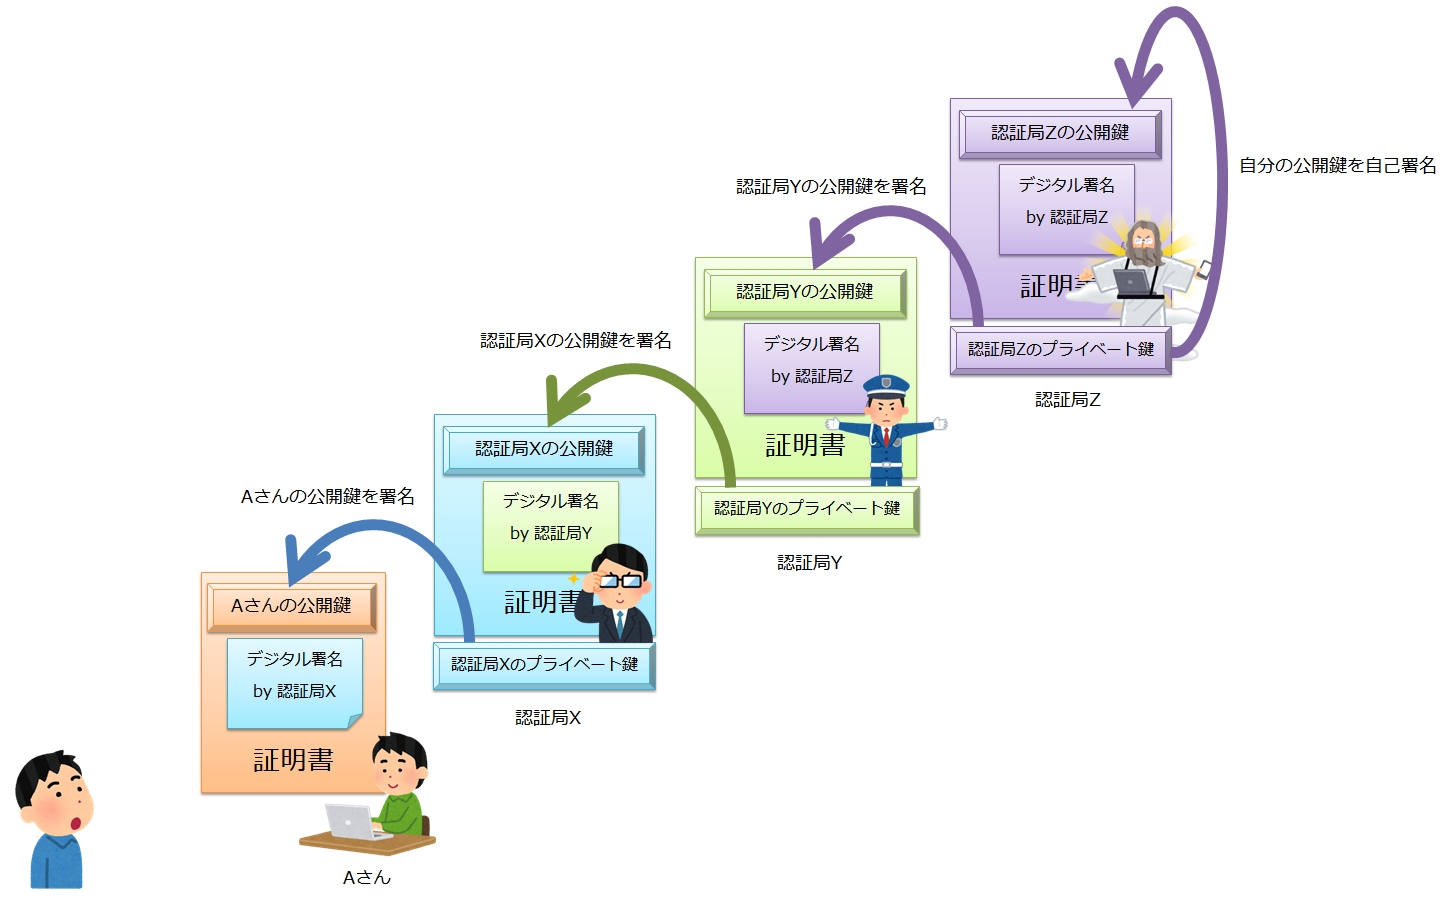 認証局Zの公開鍵
デジタル署名
by 認証局Z
証明書
認証局Zのプライベート鍵
認証局Z
自分の公開鍵を自己署名
認証局Yの公開鍵を署名
認証局Yの公開鍵
デジタル署名
by 認証局Z
証明書
認証局Yのプライベート鍵
認証局Y
認証局Xの公開鍵を署名
認証局Xの公開鍵
デジタル署名
by 認証局Y
証明書
認証局Xのプライベート鍵
認証局X
Aさんの公開鍵を署名
Aさんの公開鍵
デジタル署名
by 認証局X
証明書
Aさん